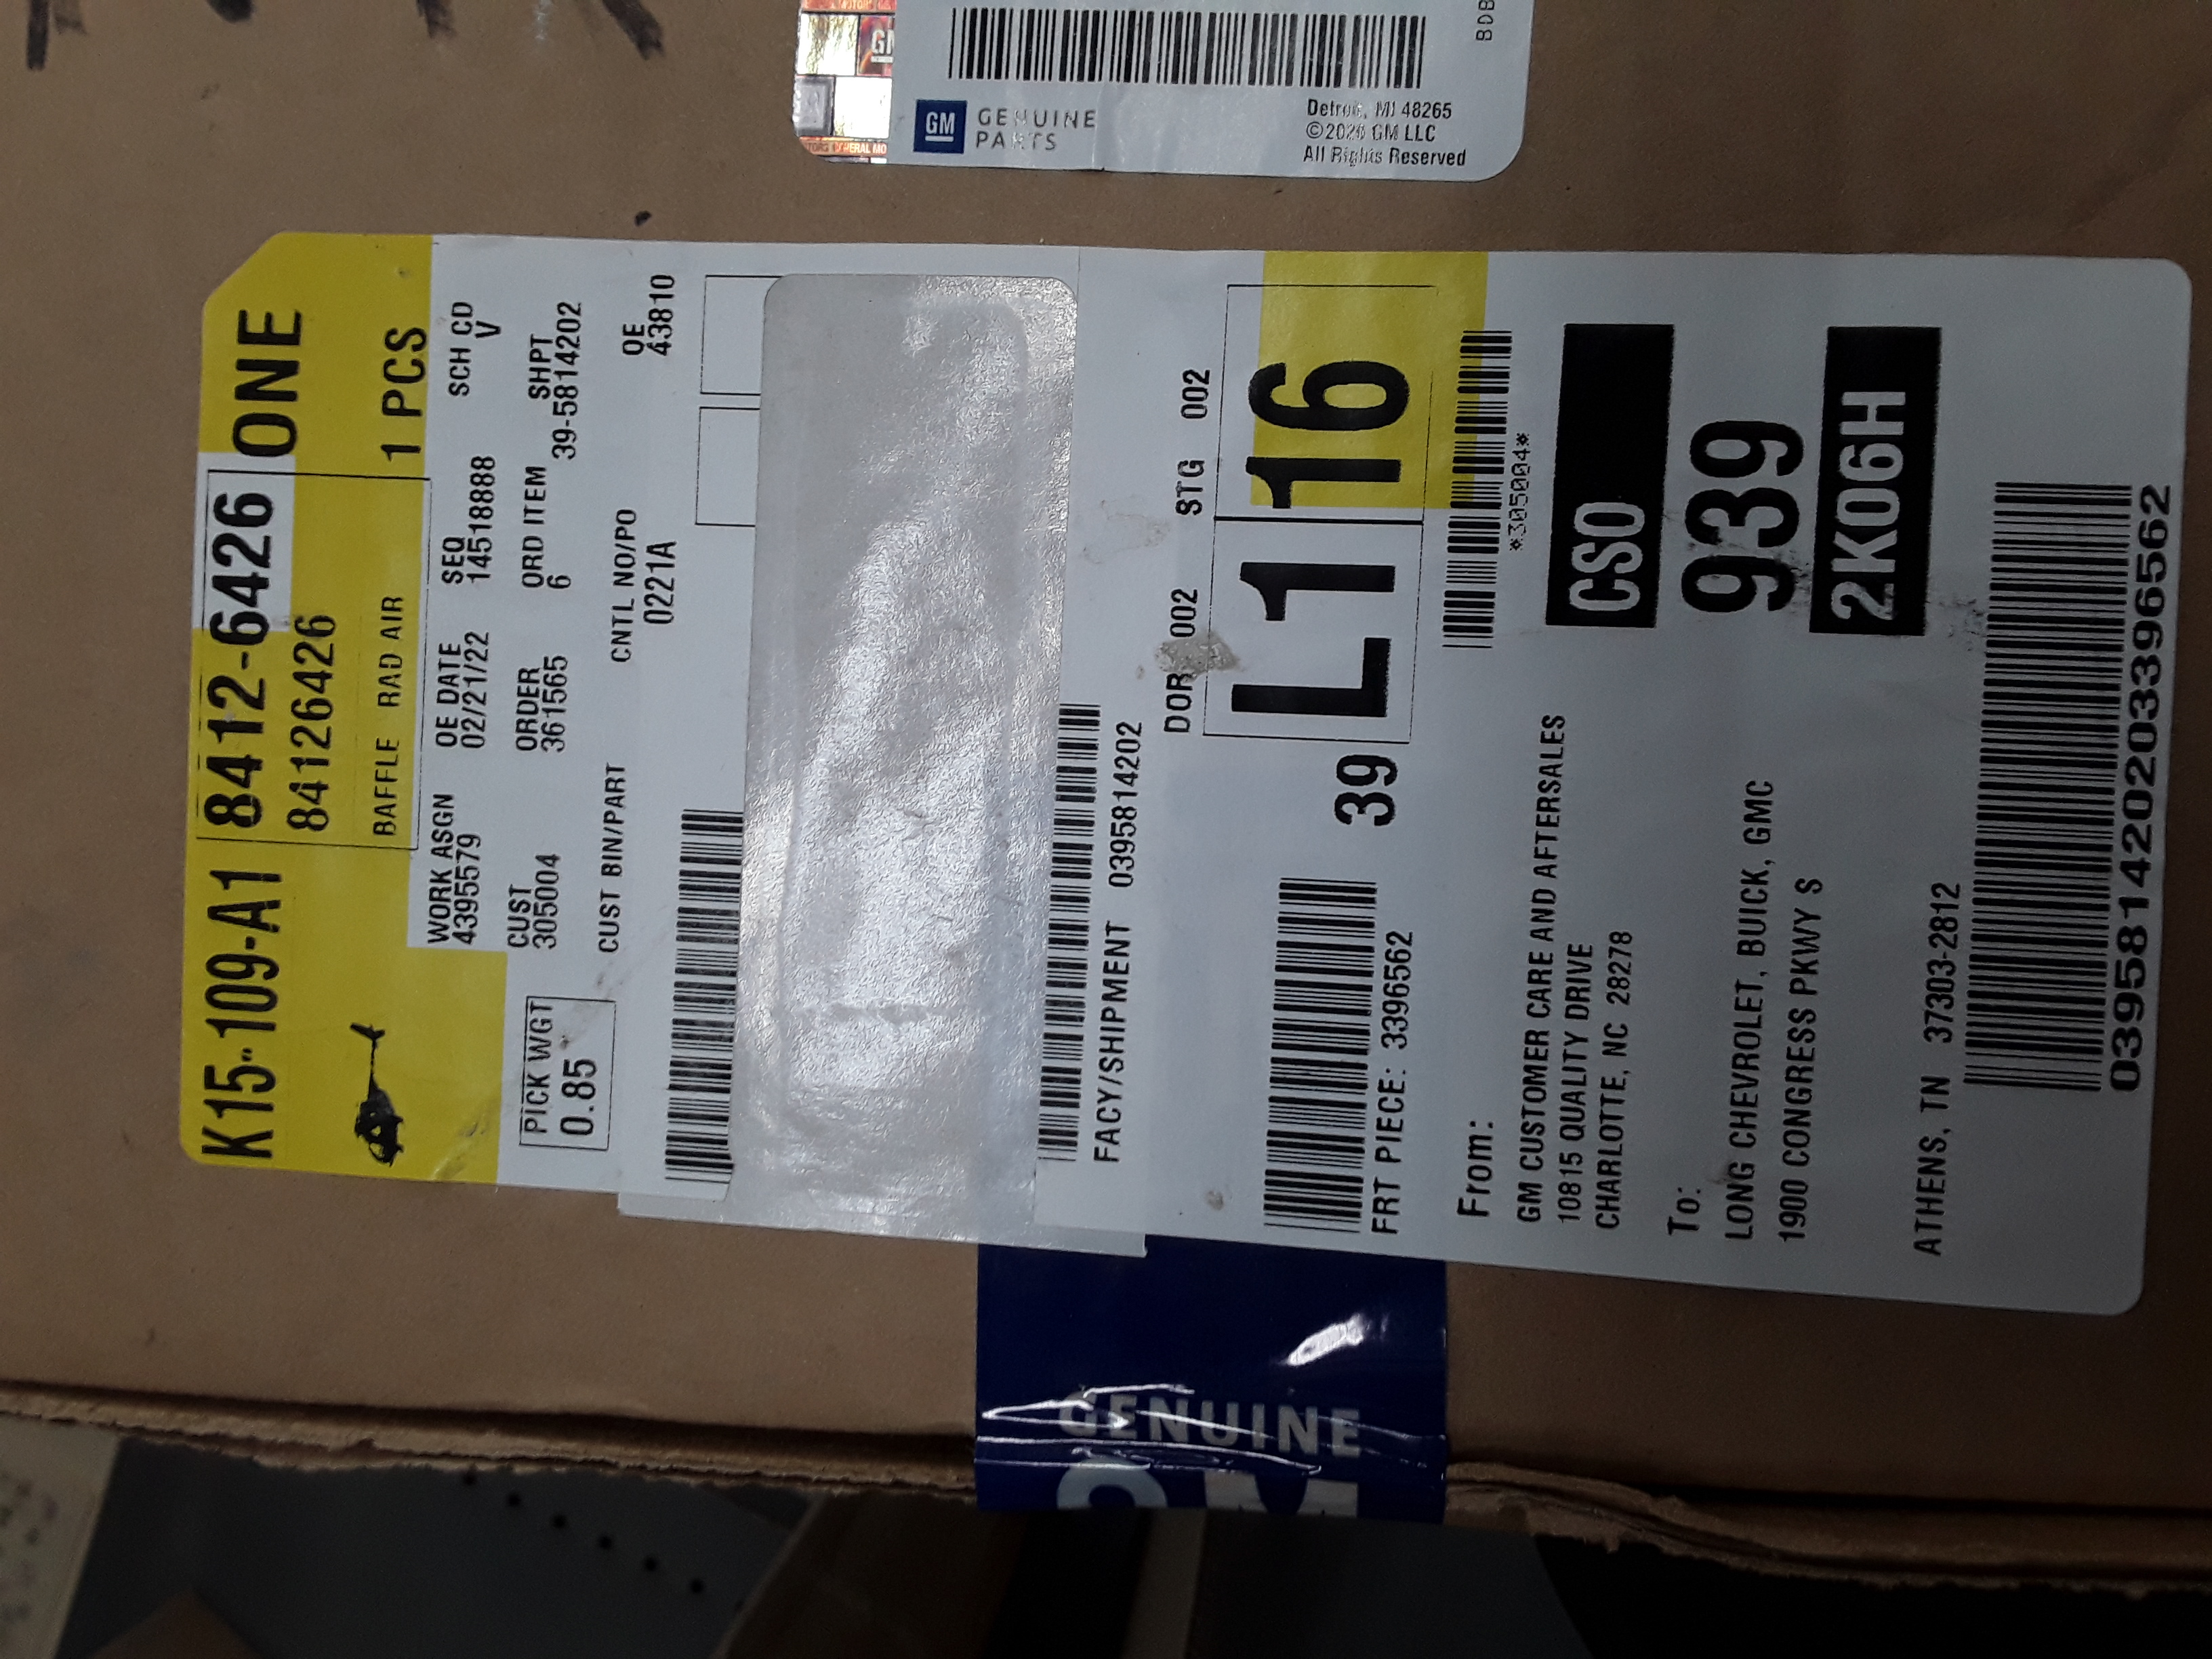 K15-109-A1
8412-6426
ONE
84126426
BAFFLE RAD AIR
1 PCS
WORK ASGN
4395579
OE DATE
02/21/22
SEQ
14518888
SCH CD
V
CUST
305004
ORDER
361565
ORD ITEM
6
SHPT
39-5814202
PICK WGT
0.85
CUST BIN/PART
CNTL NO/PO
0221A
OE
43810
FACY/SHIPMENT 0395814202
DOR 002
STG 002
39
L1
16
FRT PIECE: 3396562
*305004*
From:
GM CUSTOMER CARE AND AFTERSALES
10815 QUALITY DRIVE
CHARLOTTE, NC 28278
CSO
939
2K06H
To:
LONG CHEVROLET, BUICK, GMC
1900 CONGRESS PKWY S
ATHENS, TN 37303-2812
0395814202033396562
GM
GENUINE
PARTS
Detroit, MI 48265
©2020 GM LLC
All Rights Reserved
GENUINE